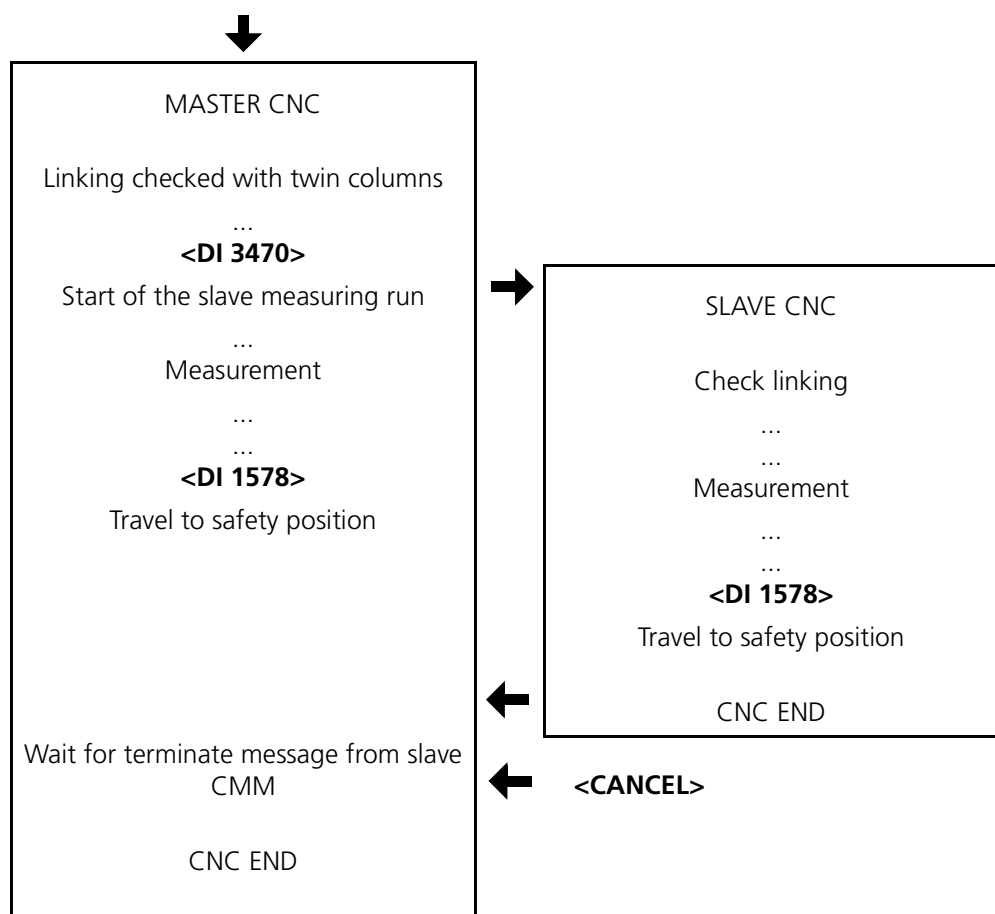 MASTER CNC
Linking checked with twin columns
...
<DI 3470>
Start of the slave measuring run
...
Measurement
...
...
<DI 1578>
Travel to safety position
Wait for terminate message from slave
CMM
CNC END
SLAVE CNC
Check linking
...
...
Measurement
...
...
<DI 1578>
Travel to safety position
CNC END
<CANCEL>